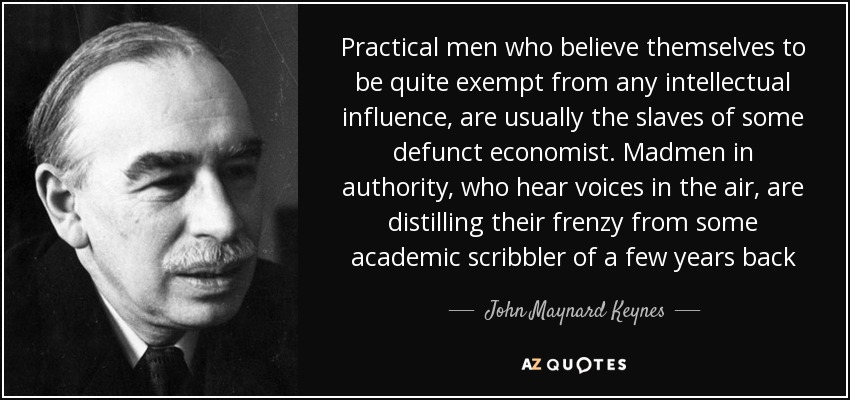 Practical men who believe themselves to
be quite exempt from any intellectual
influence, are usually the slaves of some
defunct economist. Madmen in
authority, who hear voices in the air, are
distilling their frenzy from some
academic scribbler of a few years back
John Maynard Keynes
AZ QUOTES